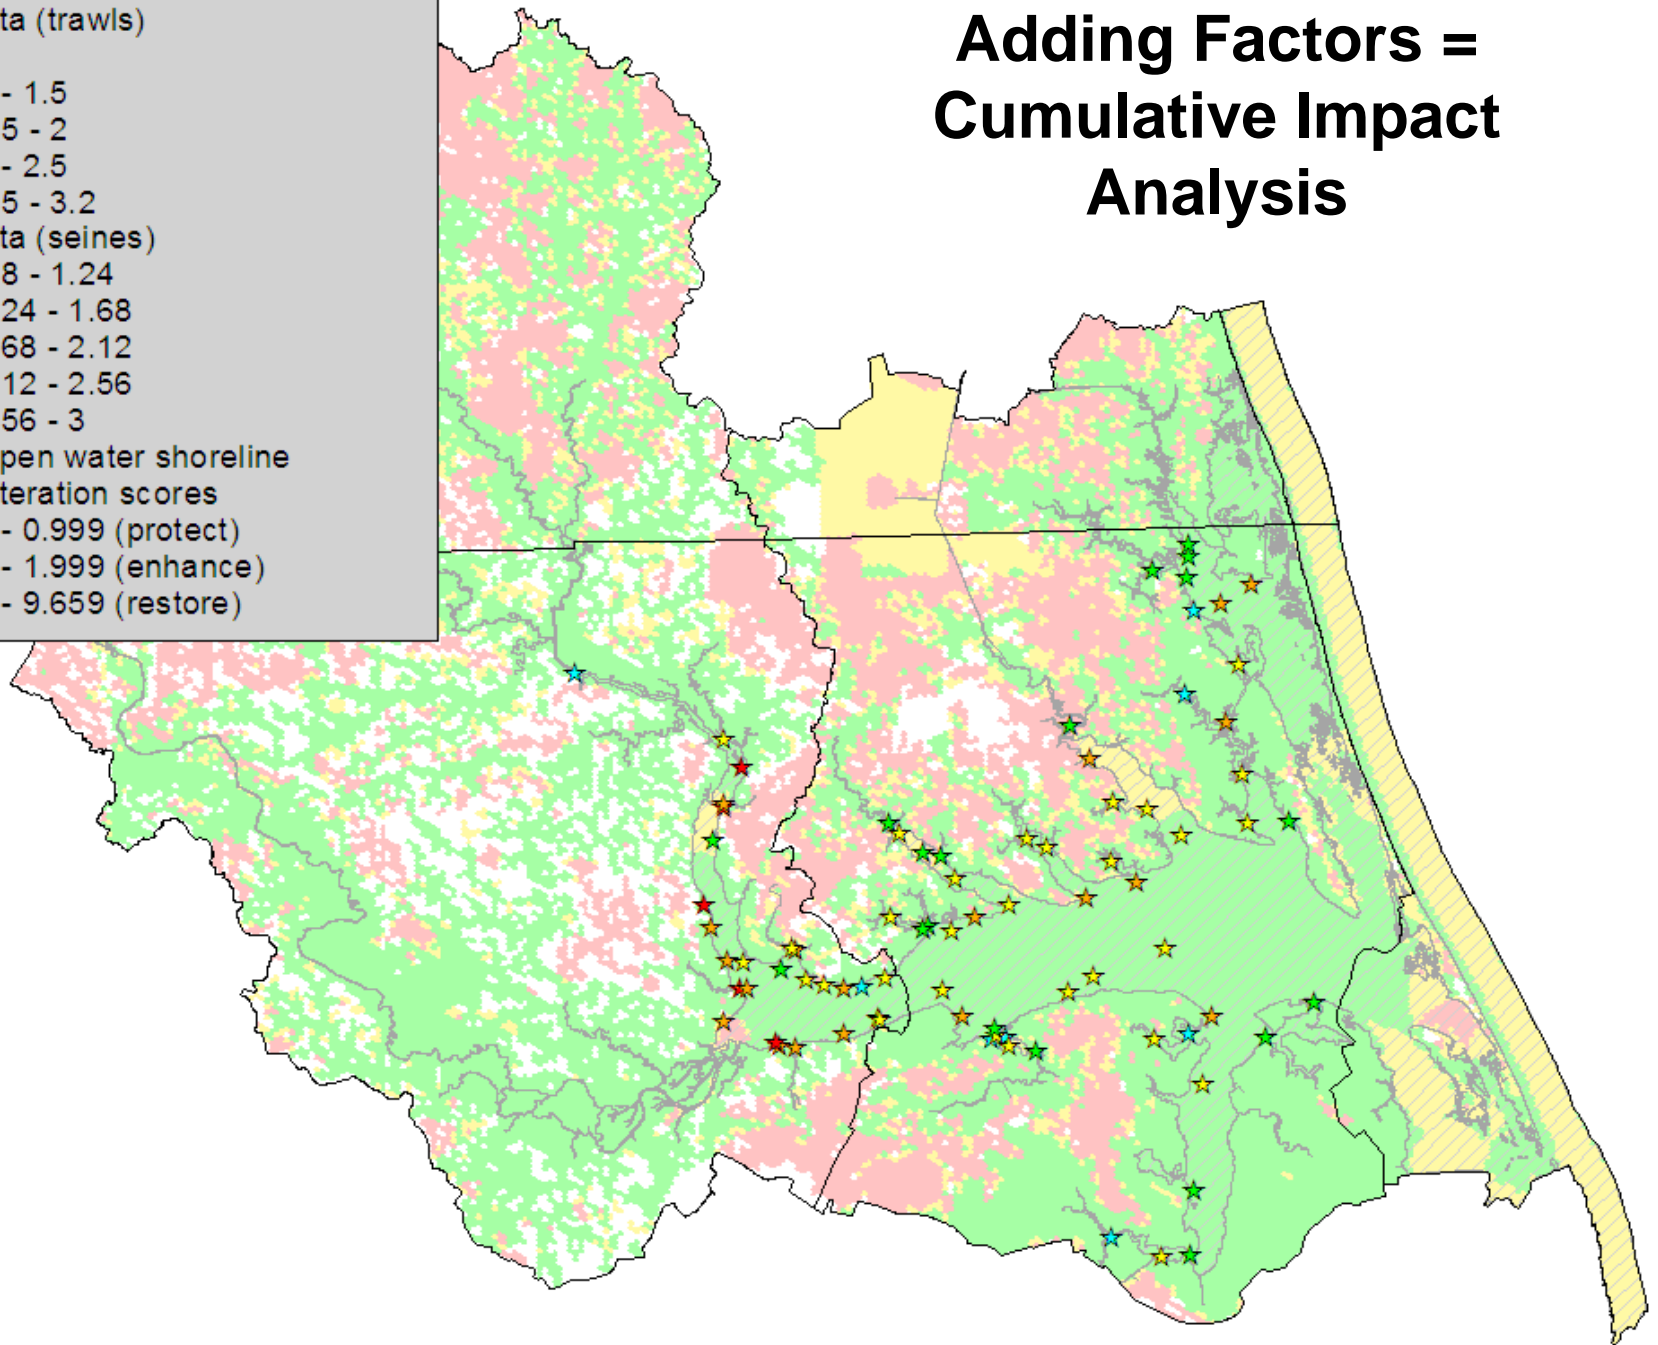 ta (trawls)
- 1.5
5 - 2
- 2.5
5 - 3.2
ta (seines)
8 - 1.24
24 - 1.68
68 - 2.12
12 - 2.56
56 - 3
pen water shoreline
teration scores
- 0.999 (protect)
- 1.999 (enhance)
- 9.659 (restore)
Adding Factors =
Cumulative Impact
Analysis